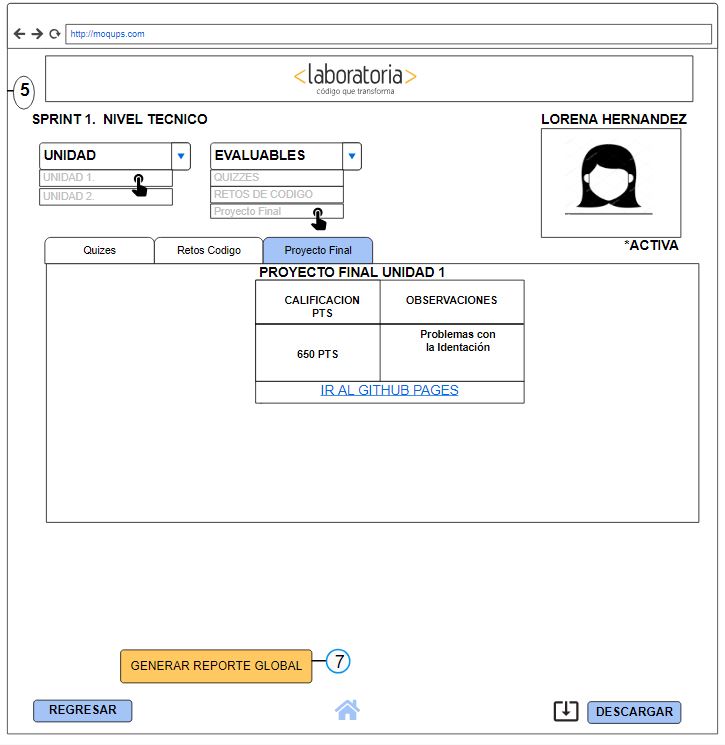 http://moqups.com
5
<laboratoria>
código que transforma
SPRINT 1. NIVEL TECNICO
LORENA HERNANDEZ
UNIDAD
EVALUABLES
UNIDAD 1.
QUIZZES
UNIDAD 2.
RETOS DE CODIGO
Proyecto Final
*ACTIVA
Quizes
Retos Codigo
Proyecto Final
PROYECTO FINAL UNIDAD 1
CALIFICACION
PTS
OBSERVACIONES
650 PTS
Problemas con
la Identación
IR AL GITHUB PAGES
GENERAR REPORTE GLOBAL
7
REGRESAR
DESCARGAR